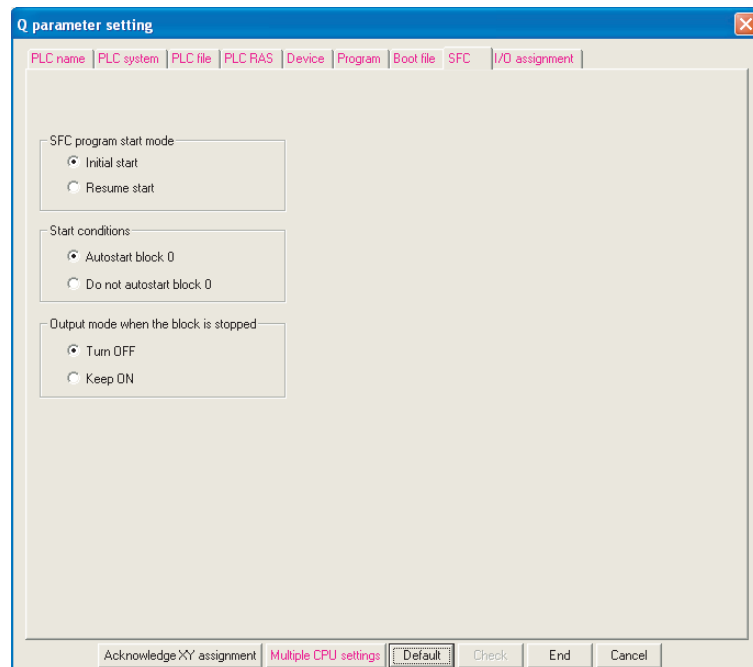 Q parameter setting
PLC name PLC system PLC file PLC RAS Device Program Boot file SFC I/O assignment
SFC program start mode
Initial start
Resume start
Start conditions
Autostart block 0
Do not autostart block 0
Output mode when the block is stopped
Turn OFF
Keep ON
Acknowledge XY assignment Multiple CPU settings Default Check End Cancel